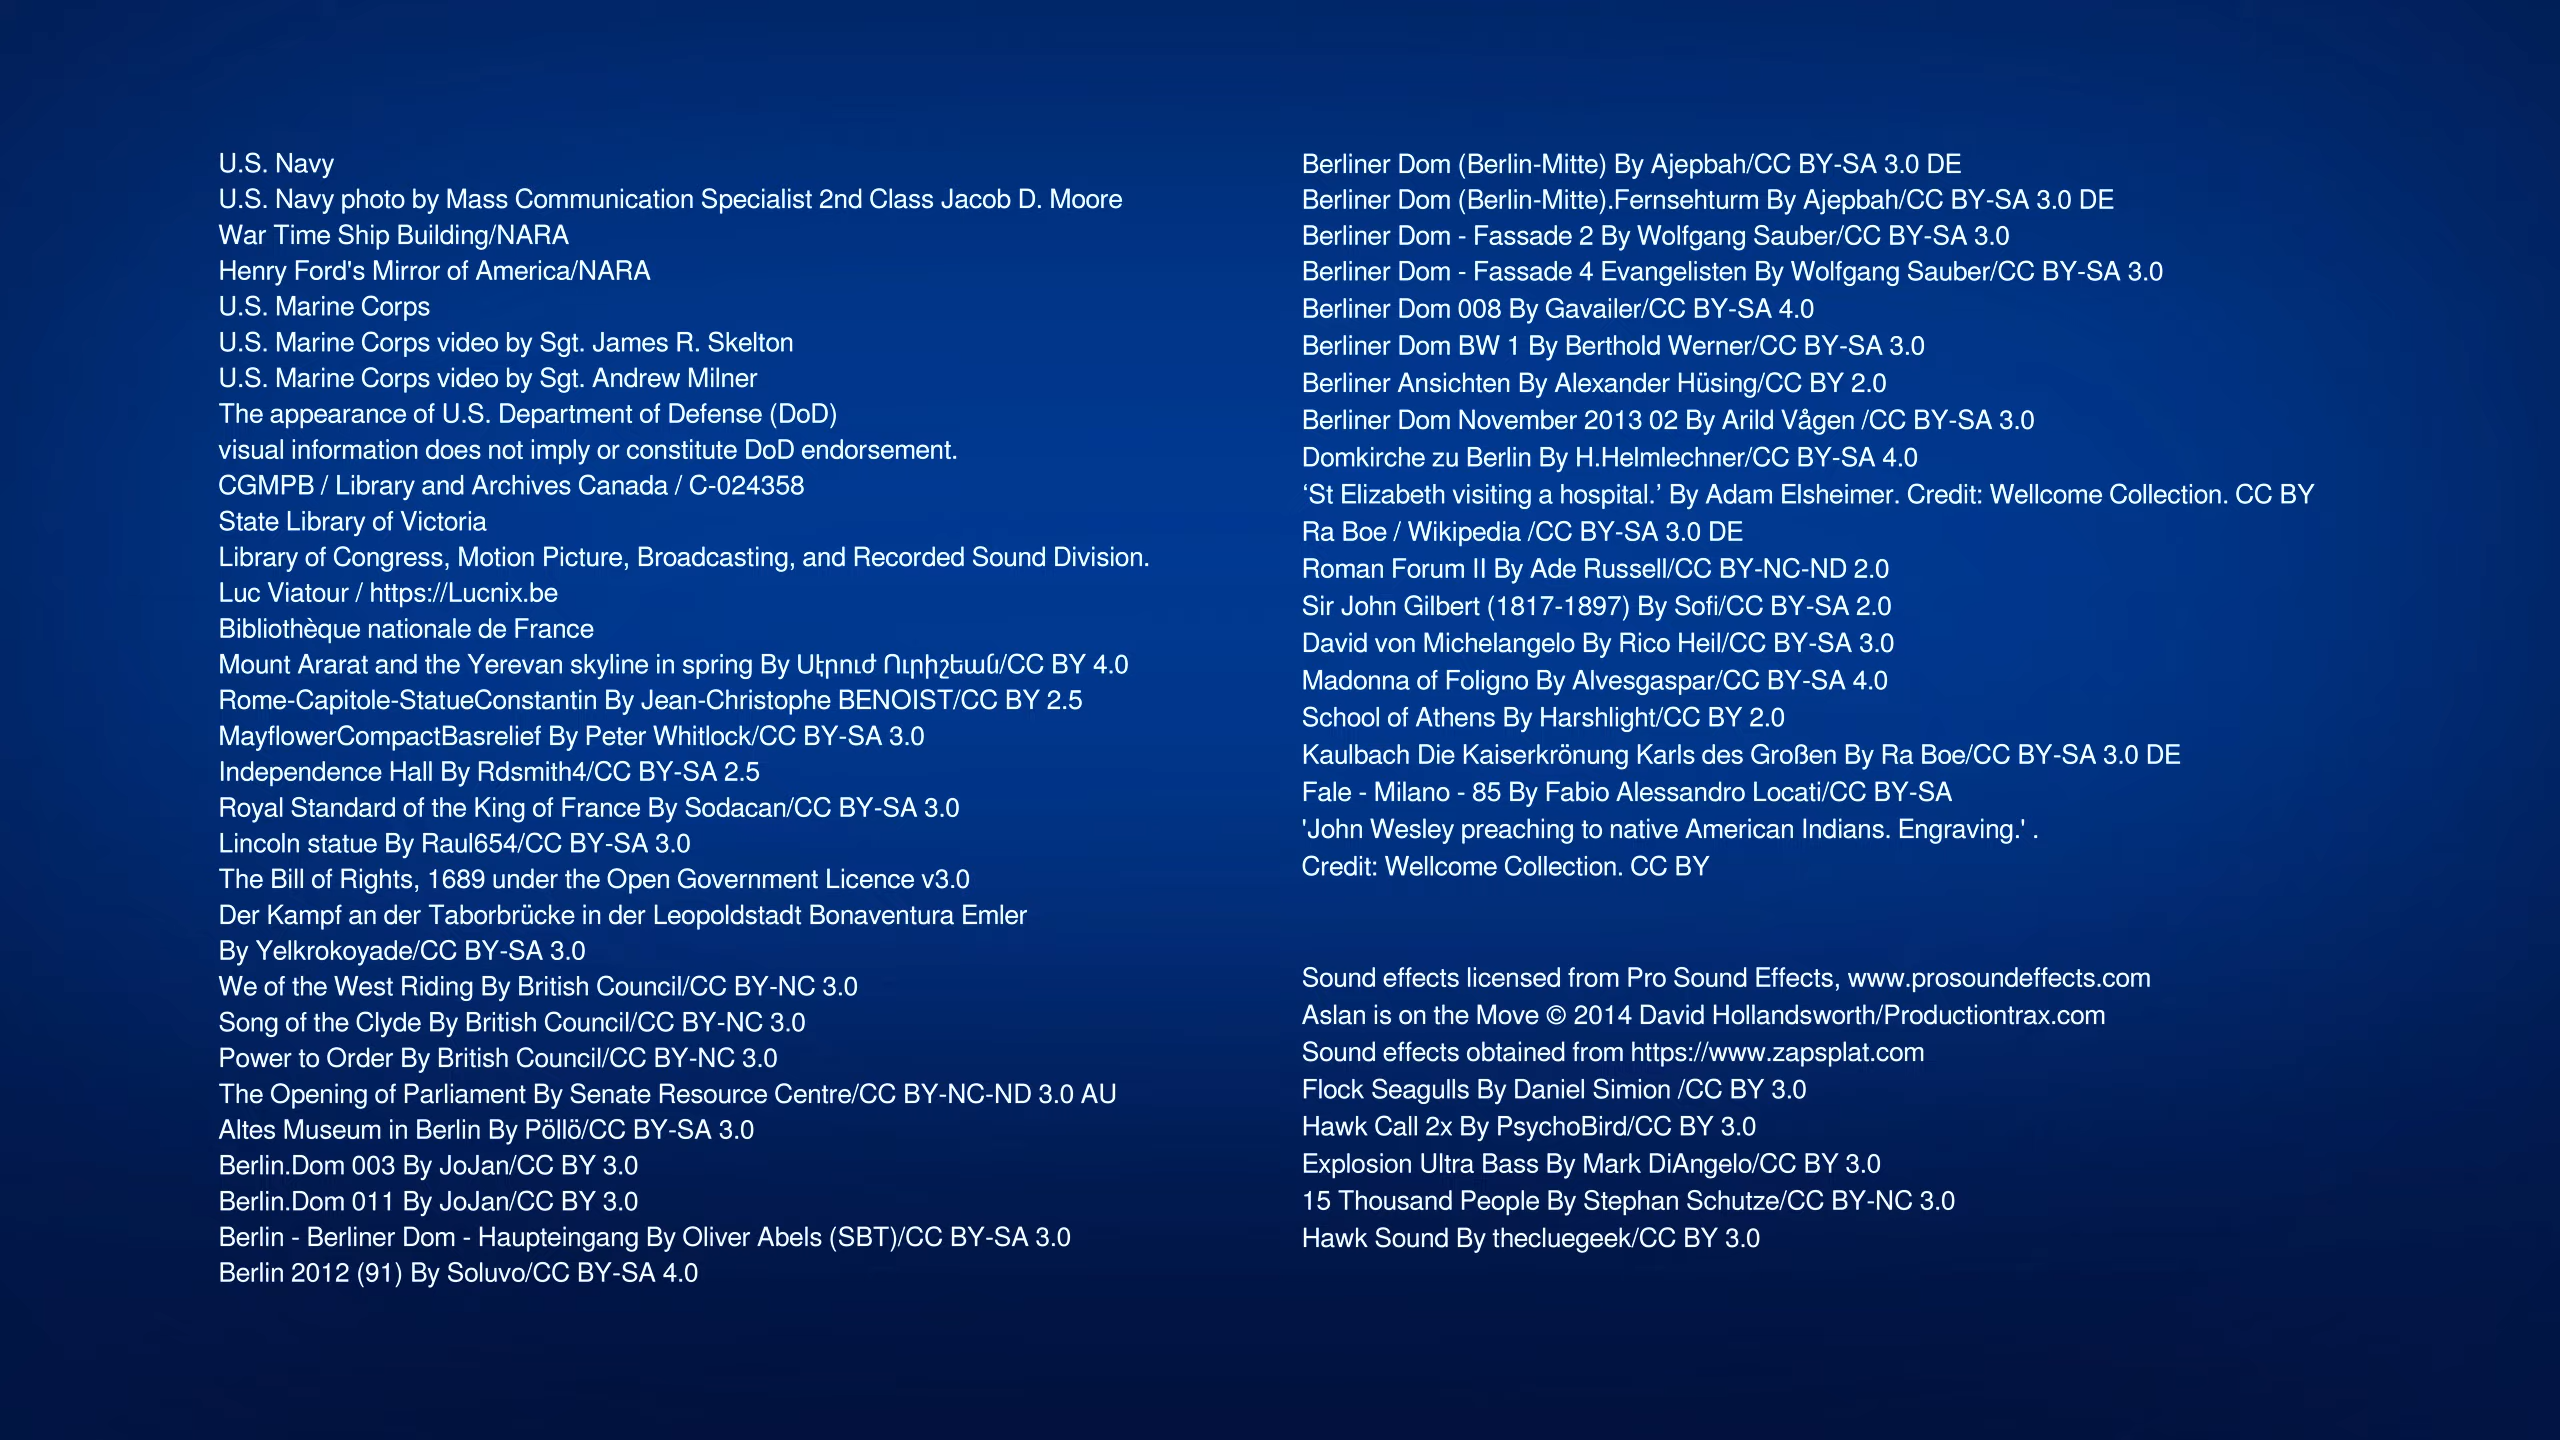 U.S. Navy
U.S. Navy photo by Mass Communication Specialist 2nd Class Jacob D. Moore
War Time Ship Building/NARA
Henry Ford's Mirror of America/NARA
U.S. Marine Corps
U.S. Marine Corps video by Sgt. James R. Skelton
U.S. Marine Corps video by Sgt. Andrew Milner
The appearance of U.S. Department of Defense (DoD)
visual information does not imply or constitute DoD endorsement.
CGMPB / Library and Archives Canada / C-024358
State Library of Victoria
Library of Congress, Motion Picture, Broadcasting, and Recorded Sound Division.
Luc Viatour / https://Lucnix.be
Bibliothèque nationale de France
Mount Ararat and the Yerevan skyline in spring By Սէրուժ Ուրիշեան/CC BY 4.0
Rome-Capitole-StatueConstantin By Jean-Christophe BENOIST/CC BY 2.5
MayflowerCompactBasrelief By Peter Whitlock/CC BY-SA 3.0
Independence Hall By Rdsmith4/CC BY-SA 2.5
Royal Standard of the King of France By Sodacan/CC BY-SA 3.0
Lincoln statue By Raul654/CC BY-SA 3.0
The Bill of Rights, 1689 under the Open Government Licence v3.0
Der Kampf an der Taborbrücke in der Leopoldstadt Bonaventura Emler
By Yelkrokoyade/CC BY-SA 3.0
We of the West Riding By British Council/CC BY-NC 3.0
Song of the Clyde By British Council/CC BY-NC 3.0
Power to Order By British Council/CC BY-NC 3.0
The Opening of Parliament By Senate Resource Centre/CC BY-NC-ND 3.0 AU
Altes Museum in Berlin By Pöllö/CC BY-SA 3.0
Berlin.Dom 003 By JoJan/CC BY 3.0
Berlin.Dom 011 By JoJan/CC BY 3.0
Berlin - Berliner Dom - Haupteingang By Oliver Abels (SBT)/CC BY-SA 3.0
Berlin 2012 (91) By Soluvo/CC BY-SA 4.0
Berliner Dom (Berlin-Mitte) By Ajepbah/CC BY-SA 3.0 DE
Berliner Dom (Berlin-Mitte).Fernsehturm By Ajepbah/CC BY-SA 3.0 DE
Berliner Dom - Fassade 2 By Wolfgang Sauber/CC BY-SA 3.0
Berliner Dom - Fassade 4 Evangelisten By Wolfgang Sauber/CC BY-SA 3.0
Berliner Dom 008 By Gavailer/CC BY-SA 4.0
Berliner Dom BW 1 By Berthold Werner/CC BY-SA 3.0
Berliner Ansichten By Alexander Hüsing/CC BY 2.0
Berliner Dom November 2013 02 By Arild Vågen /CC BY-SA 3.0
Domkirche zu Berlin By H.Helmlechner/CC BY-SA 4.0
‘St Elizabeth visiting a hospital.’ By Adam Elsheimer. Credit: Wellcome Collection. CC BY
Ra Boe / Wikipedia /CC BY-SA 3.0 DE
Roman Forum II By Ade Russell/CC BY-NC-ND 2.0
Sir John Gilbert (1817-1897) By Sofi/CC BY-SA 2.0
David von Michelangelo By Rico Heil/CC BY-SA 3.0
Madonna of Foligno By Alvesgaspar/CC BY-SA 4.0
School of Athens By Harshlight/CC BY 2.0
Kaulbach Die Kaiserkrönung Karls des Großen By Ra Boe/CC BY-SA 3.0 DE
Fale - Milano - 85 By Fabio Alessandro Locati/CC BY-SA
'John Wesley preaching to native American Indians. Engraving.' .
Credit: Wellcome Collection. CC BY
Sound effects licensed from Pro Sound Effects, www.prosoundeffects.com
Aslan is on the Move © 2014 David Hollandsworth/Productiontrax.com
Sound effects obtained from https://www.zapsplat.com
Flock Seagulls By Daniel Simion /CC BY 3.0
Hawk Call 2x By PsychoBird/CC BY 3.0
Explosion Ultra Bass By Mark DiAngelo/CC BY 3.0
15 Thousand People By Stephan Schutze/CC BY-NC 3.0
Hawk Sound By thecluegeek/CC BY 3.0